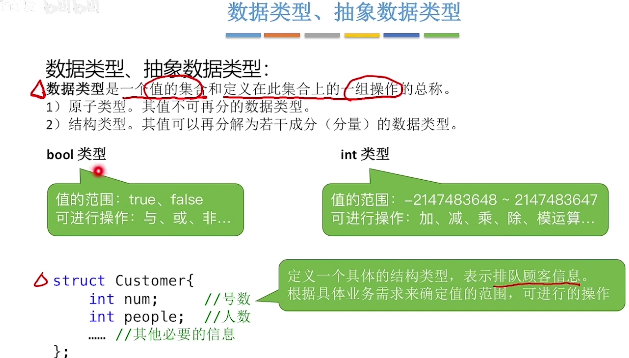 数据类型、抽象数据类型
数据类型、抽象数据类型：
数据类型是一个值的集合和定义在此集合上的一组操作的总称。
1）原子类型。其值不可再分的数据类型。
2）结构类型。其值可以再分解为若干成分（分量）的数据类型。
bool 类型
值的范围：true、false
可进行操作：与、或、非...
int 类型
值的范围：-2147483648 ~ 2147483647
可进行操作：加、减、乘、除、模运算...
struct Customer{
int num; //号数
int people; //人数
…… //其他必要的信息
};
定义一个具体的结构类型，表示排队顾客信息。
根据具体业务需求来确定值的范围，可进行的操作